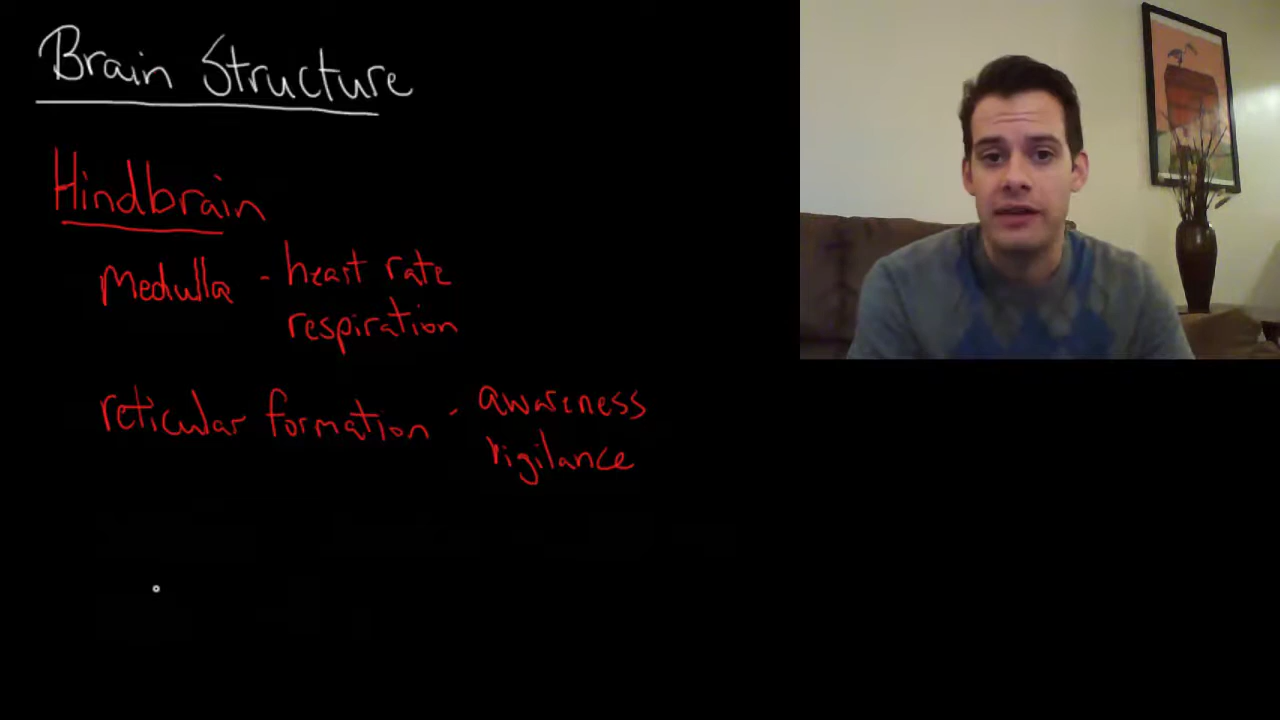 Brain Structure
Hindbrain
Medulla - heart rate
respiration
reticular formation - awareness
vigilance